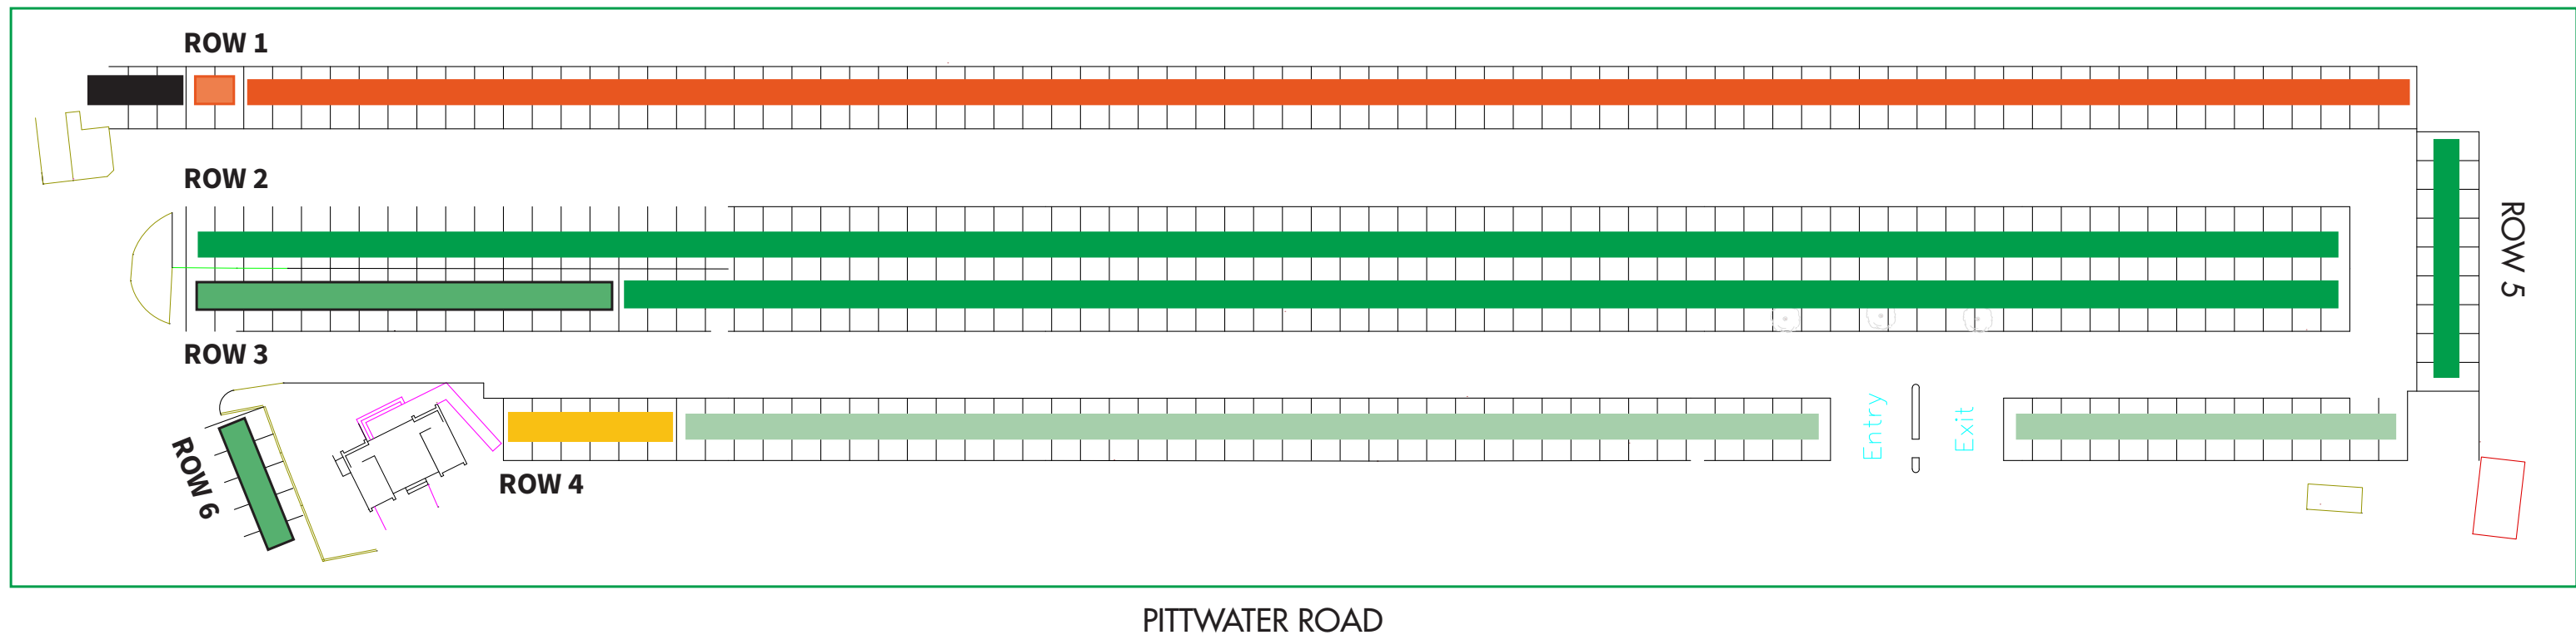 ROW 1
ROW 2
ROW 5
ROW 3
Entry
Exit
ROW 6
ROW 4
PITTWATER ROAD